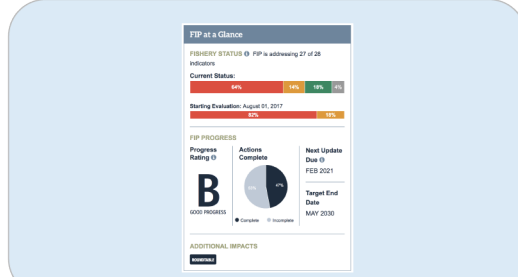 FIP at a Glance
FISHERY STATUS FIP is addressing 27 of 28
indicators
Current Status:
64% 14% 18% 4%
Starting Evaluation: August 01, 2017
82% 18%
FIP PROGRESS
Progress
Rating
B
GOOD PROGRESS
Actions
Complete
53% 47%
Complete Incomplete
Next Update
Due
FEB 2021
Target End
Date
MAY 2030
ADDITIONAL IMPACTS
ROUNDTABLE